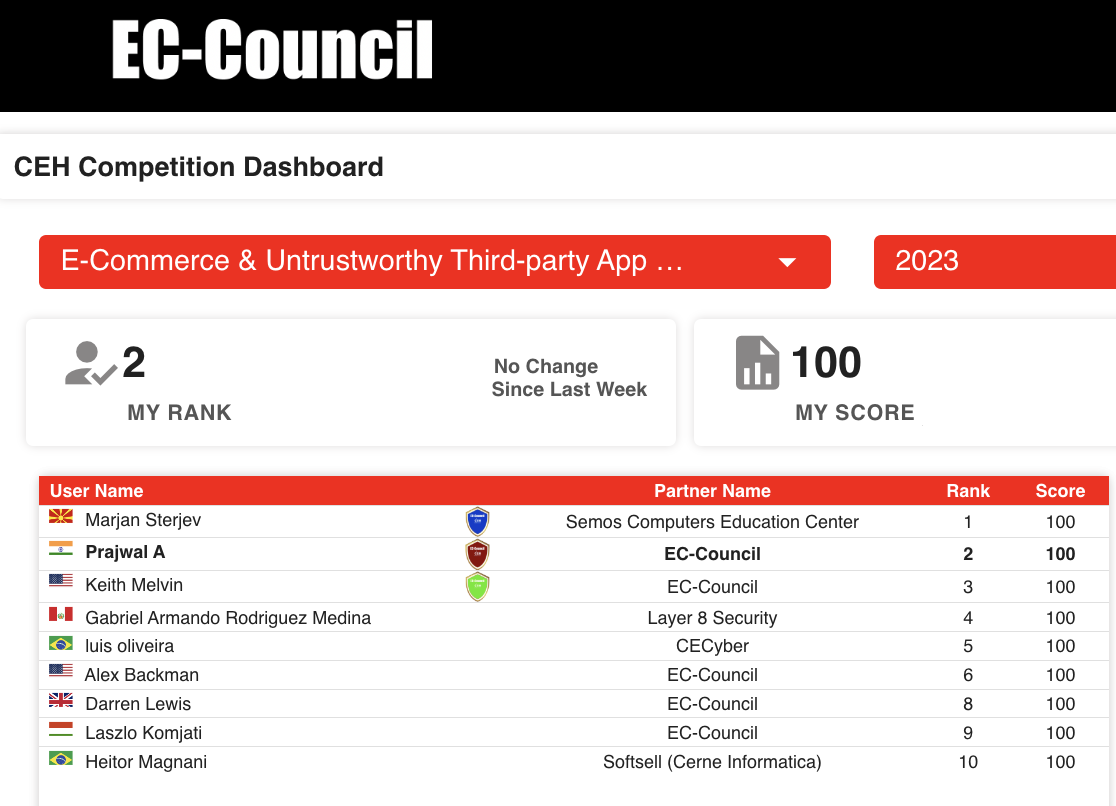 EC-Council
CEH Competition Dashboard
E-Commerce & Untrustworthy Third-party App …
2023
2
MY RANK
No Change
Since Last Week
100
MY SCORE
User Name Partner Name Rank Score
Marjan Sterjev Semos Computers Education Center 1 100
Prajwal A EC-Council 2 100
Keith Melvin EC-Council 3 100
Gabriel Armando Rodriguez Medina Layer 8 Security 4 100
luis oliveira CECyber 5 100
Alex Backman EC-Council 6 100
Darren Lewis EC-Council 8 100
Laszlo Komjati EC-Council 9 100
Heitor Magnani Softsell (Cerne Informatica) 10 100